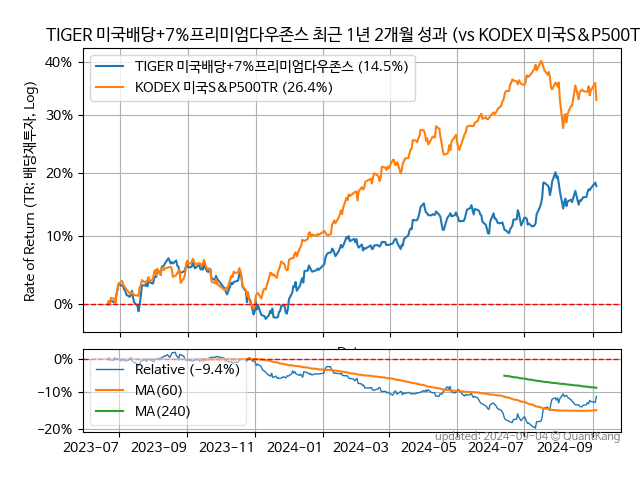 TIGER 미국배당+7%프리미엄다우존스 최근 1년 2개월 성과 (vs KODEX 미국S&P500T
Rate of Return (TR: 배당재투자, Log)
40%
30%
20%
10%
0%
TIGER 미국배당+7%프리미엄다우존스 (14.5%)
KODEX 미국S&P500TR (26.4%)
0%
−10%
−20%
Relative (−9.4%)
MA(60)
MA(240)
updated: 2024-09-04 © QuantKang
2023-07 2023-09 2023-11 2024-01 2024-03 2024-05 2024-07 2024-09